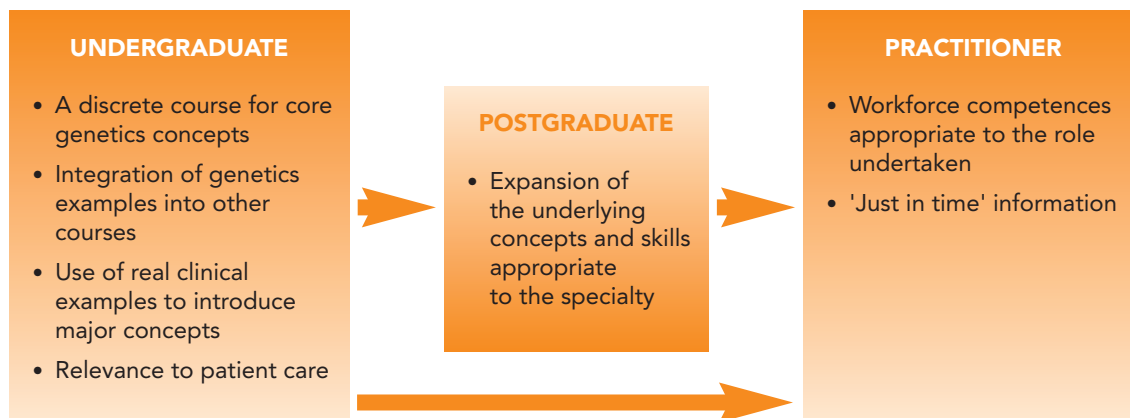 UNDERGRADUATE
• A discrete course for core
genetics concepts
• Integration of genetics
examples into other
courses
• Use of real clinical
examples to introduce
major concepts
• Relevance to patient care
POSTGRADUATE
• Expansion of
the underlying
concepts and skills
appropriate
to the specialty
PRACTITIONER
• Workforce competences
appropriate to the role
undertaken
• 'Just in time' information